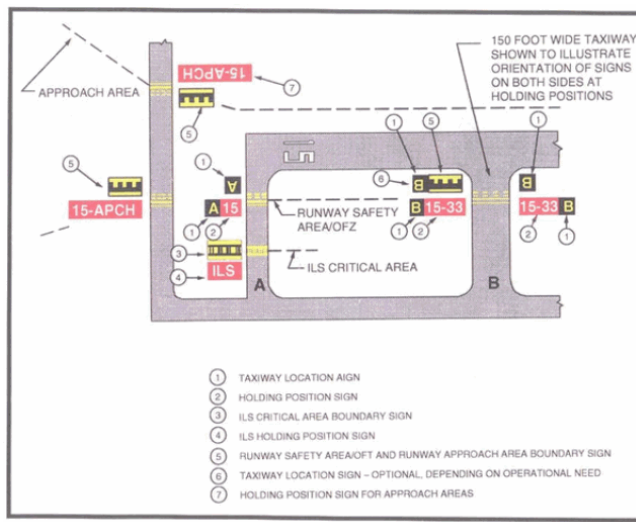 150 FOOT WIDE TAXIWAY
SHOWN TO ILLUSTRATE
ORIENTATION OF SIGNS
ON BOTH SIDES AT
HOLDING POSITIONS
15-APCH
7
APPROACH AREA
5
15
1
5
1
6
B
B
5
1
A
15-APCH
A 15
B 15-33
15-33 B
1
2
RUNWAY SAFETY
AREA/OFZ
1
2
2
1
3
ILS CRITICAL AREA
4
ILS
A
B
1 TAXIWAY LOCATION AIGN
2 HOLDING POSITION SIGN
3 ILS CRITICAL AREA BOUNDARY SIGN
4 ILS HOLDING POSITION SIGN
5 RUNWAY SAFETY AREA/OFT AND RUNWAY APPROACH AREA BOUNDARY SIGN
6 TAXIWAY LOCATION SIGN – OPTIONAL, DEPENDING ON OPERATIONAL NEED
7 HOLDING POSITION SIGN FOR APPROACH AREAS